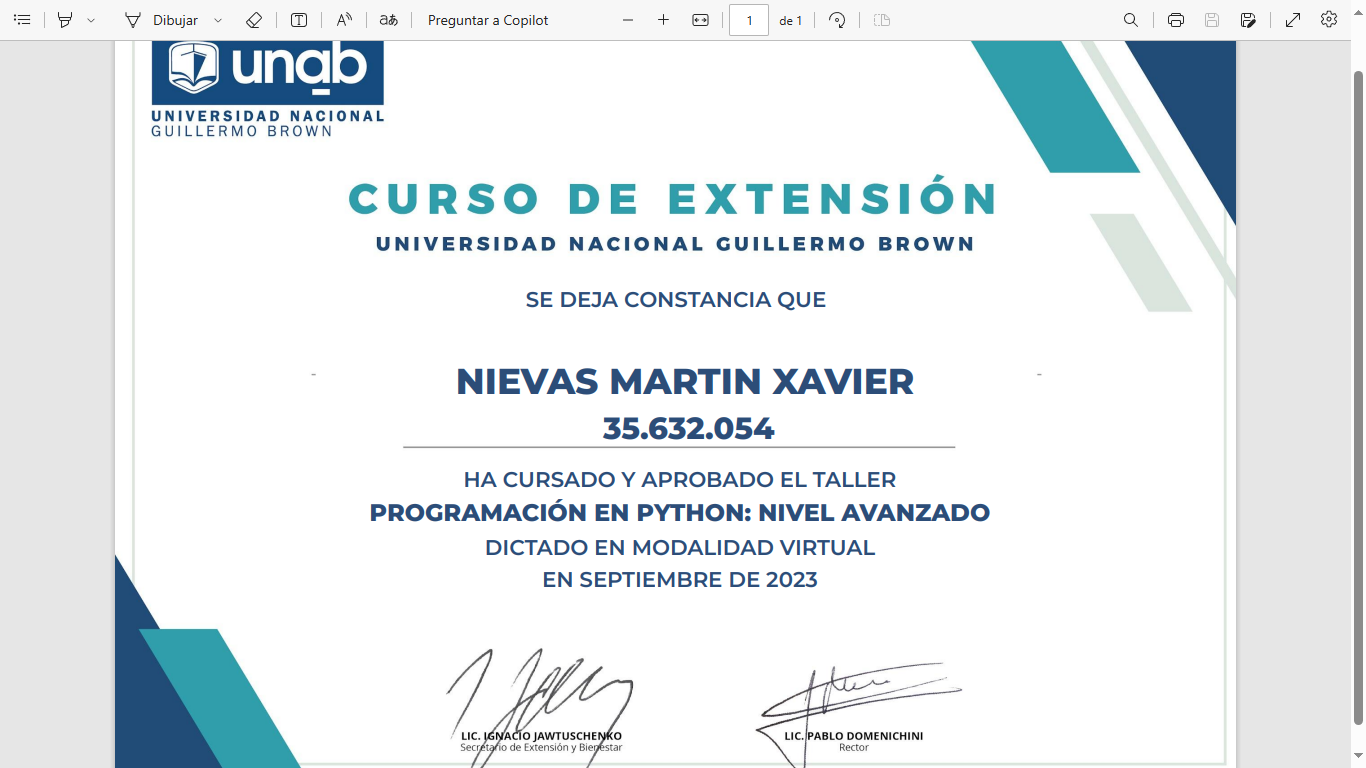 Dibujar
Preguntar a Copilot
1 de 1
unab
UNIVERSIDAD NACIONAL
GUILLERMO BROWN
CURSO DE EXTENSIÓN
UNIVERSIDAD NACIONAL GUILLERMO BROWN
SE DEJA CONSTANCIA QUE
- -
NIEVAS MARTIN XAVIER
35.632.054
HA CURSADO Y APROBADO EL TALLER
PROGRAMACIÓN EN PYTHON: NIVEL AVANZADO
DICTADO EN MODALIDAD VIRTUAL
EN SEPTIEMBRE DE 2023
LIC. IGNACIO JAWTUSCHENKO
Secretario de Extensión y Bienestar
LIC. PABLO DOMENICHINI
Rector